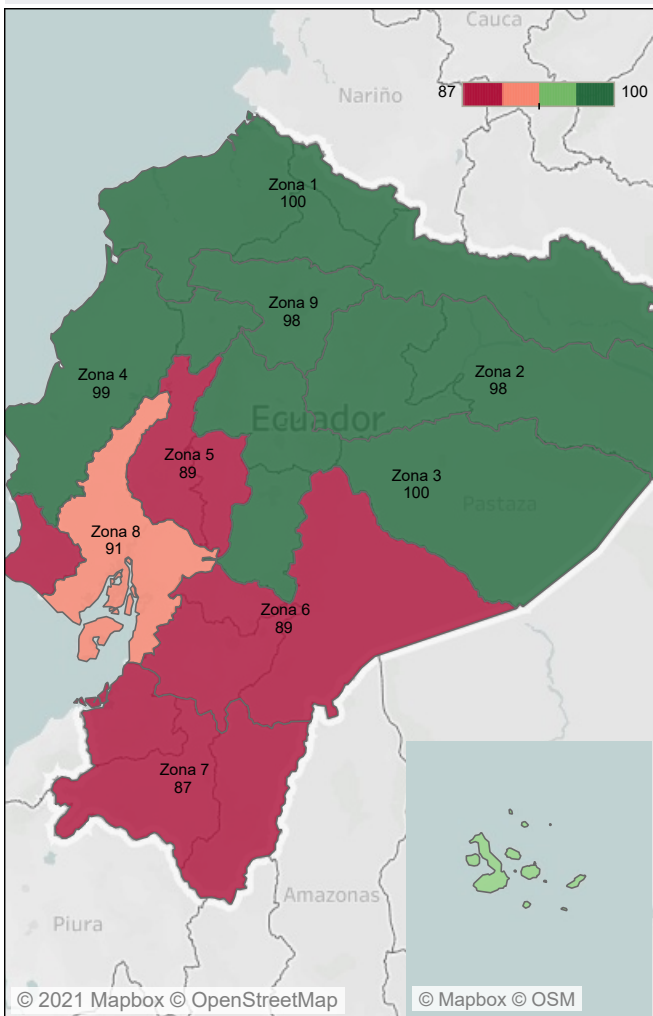 Cauca
Nariño
87
100
Zona 1
100
Zona 9
98
Zona 2
98
Zona 4
99
Ecuador
Zona 5
89
Zona 3
100
Pastaza
Zona 8
91
Zona 6
89
Zona 7
87
Amazonas
Piura
© 2021 Mapbox © OpenStreetMap
© Mapbox © OSM